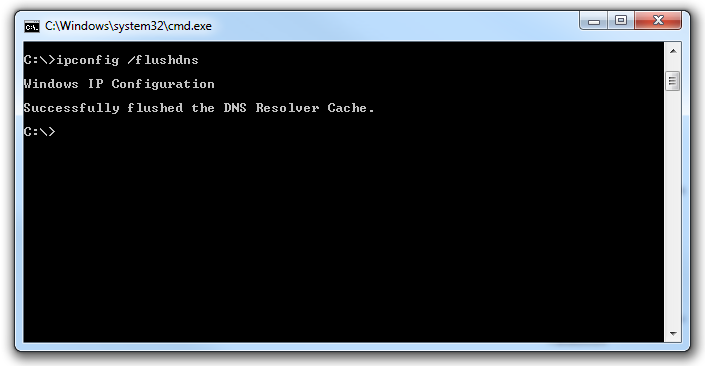 C:\Windows\system32\cmd.exe
C:\>ipconfig /flushdns
Windows IP Configuration
Successfully flushed the DNS Resolver Cache.
C:\>